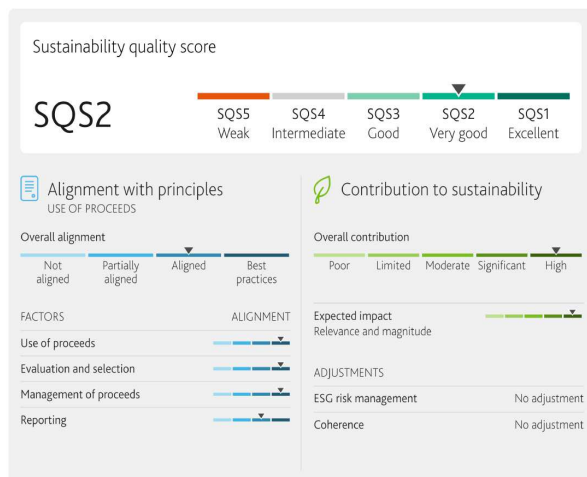 Sustainability quality score
SQS2
SQS5 SQS4 SQS3 SQS2 SQS1
Weak Intermediate Good Very good Excellent
Alignment with principles
USE OF PROCEEDS
Overall alignment
Not aligned Partially aligned Aligned Best practices
FACTORS ALIGNMENT
Use of proceeds
Evaluation and selection
Management of proceeds
Reporting
Contribution to sustainability
Overall contribution
Poor Limited Moderate Significant High
Expected impact
Relevance and magnitude
ADJUSTMENTS
ESG risk management No adjustment
Coherence No adjustment